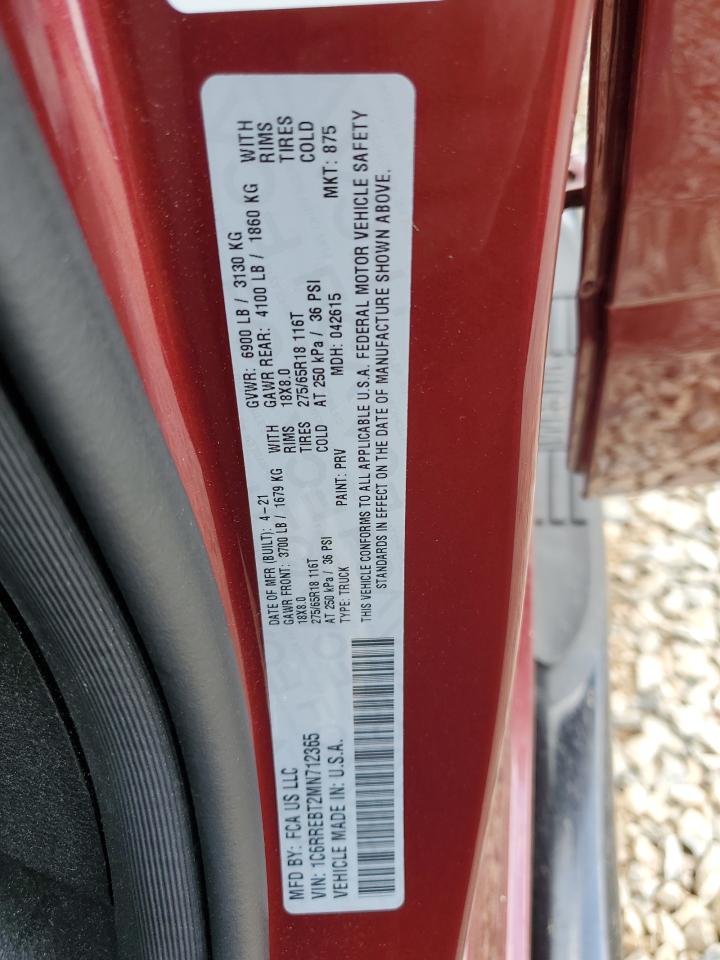 MFD BY: FCA US LLC
VIN: 1C6RREBT2MN712365
VEHICLE MADE IN: U.S.A.
DATE OF MFR (BUILT): 4-21 GVWR: 6900 LB / 3130 KG
GAWR FRONT: 3700 LB / 1679 KG WITH GAWR REAR: 4100 LB / 1860 KG WITH
18X8.0 RIMS 18X8.0 RIMS
275/65R18 116T TIRES 275/65R18 116T TIRES
AT 250 kPa / 36 PSI COLD AT 250 kPa / 36 PSI COLD
TYPE: TRUCK PAINT: PRV MDH: 042615 MKT: 875
THIS VEHICLE CONFORMS TO ALL APPLICABLE U.S.A. FEDERAL MOTOR VEHICLE SAFETY
STANDARDS IN EFFECT ON THE DATE OF MANUFACTURE SHOWN ABOVE.